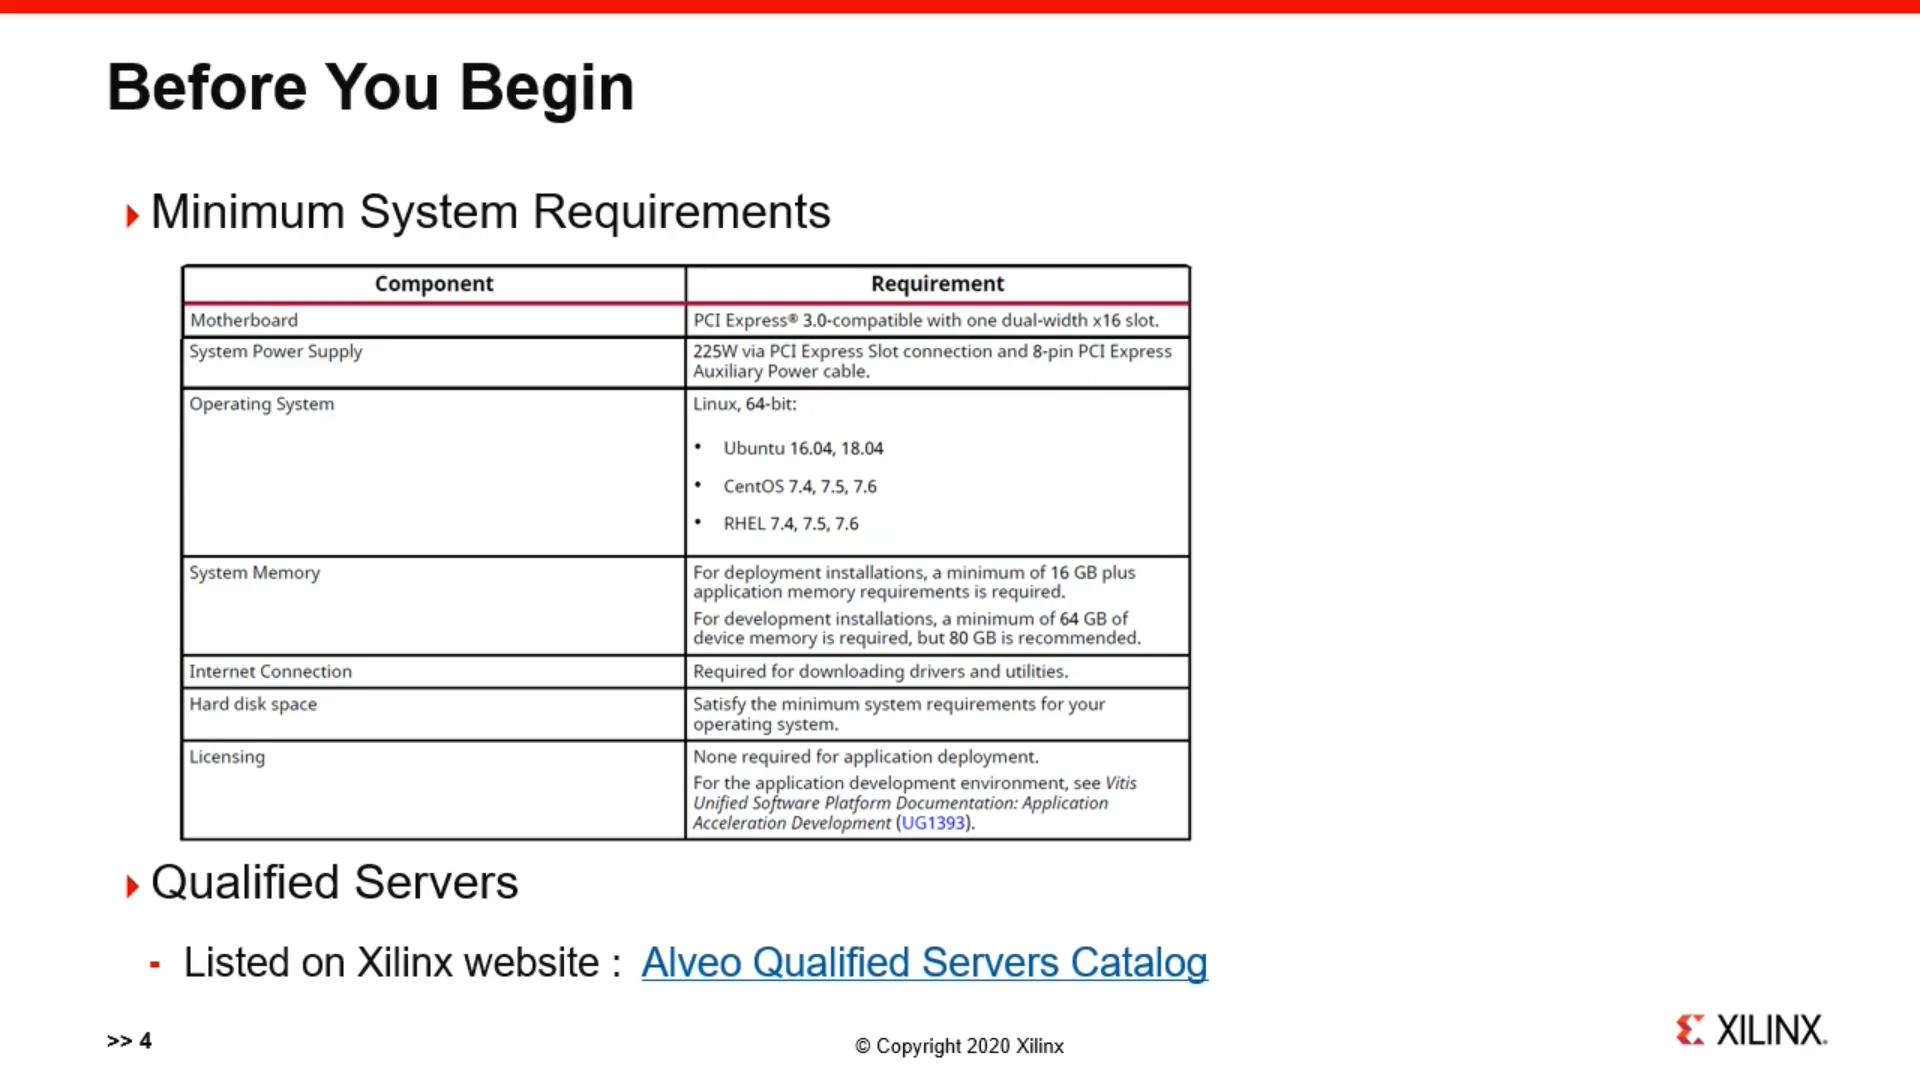 Before You Begin
Minimum System Requirements
Component Requirement
Motherboard PCI Express® 3.0-compatible with one dual-width x16 slot.
System Power Supply 225W via PCI Express Slot connection and 8-pin PCI Express
Auxiliary Power cable.
Operating System Linux, 64-bit:
• Ubuntu 16.04, 18.04
• CentOS 7.4, 7.5, 7.6
• RHEL 7.4, 7.5, 7.6
System Memory For deployment installations, a minimum of 16 GB plus
application memory requirements is required.
For development installations, a minimum of 64 GB of
device memory is required, but 80 GB is recommended.
Internet Connection Required for downloading drivers and utilities.
Hard disk space Satisfy the minimum system requirements for your
operating system.
Licensing None required for application deployment.
For the application development environment, see Vitis
Unified Software Platform Documentation: Application
Acceleration Development (UG1393).
Qualified Servers
- Listed on Xilinx website : Alveo Qualified Servers Catalog
>> 4
© Copyright 2020 Xilinx
XILINX.